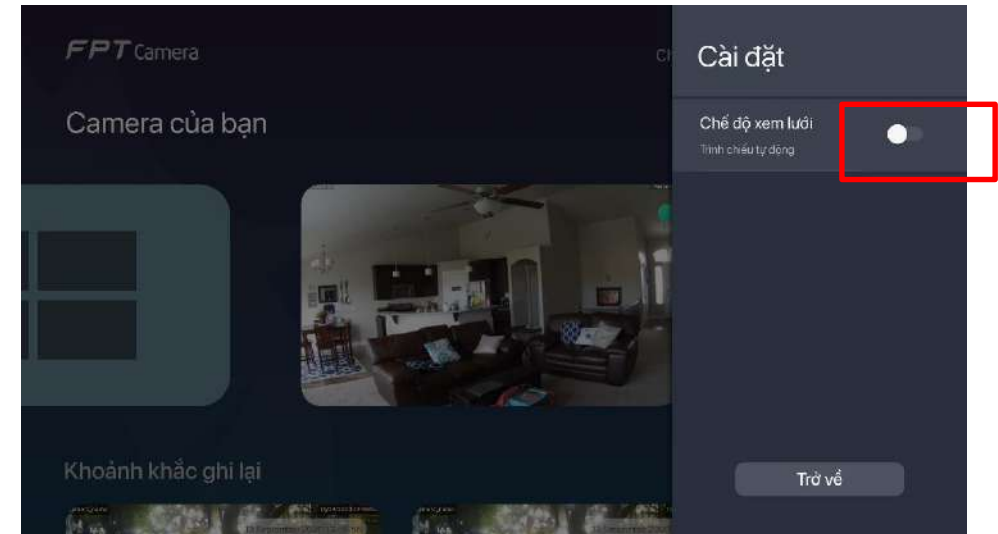 FPT Camera
Cài đặt
Camera của bạn
Chế độ xem lưới
Trình chiếu tự động
Khoảnh khắc ghi lại
Trở về